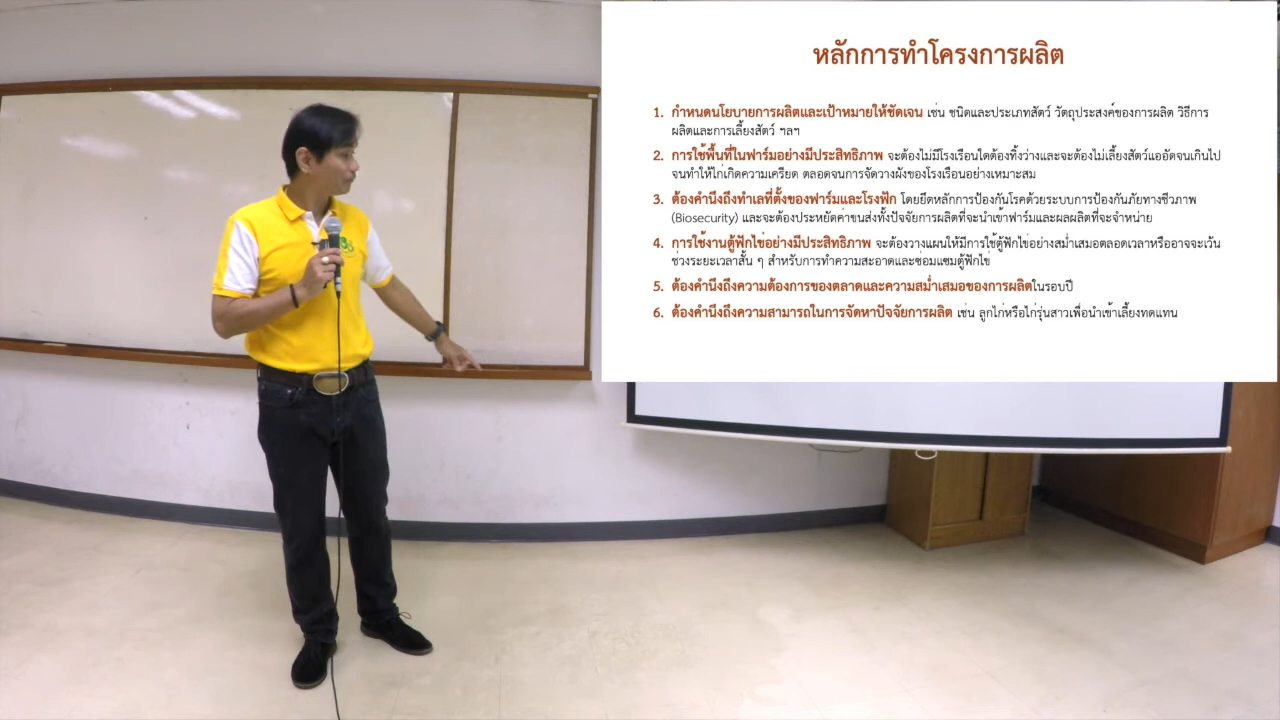 หลักการทำโครงการผลิต
1. กำหนดนโยบายการผลิตและเป้าหมายให้ชัดเจน เช่น ชนิดและประเภทสัตว์ วัตถุประสงค์ของการผลิต วิธีการ
ผลิตและการเลี้ยงสัตว์ ฯลฯ
2. การใช้พื้นที่ในฟาร์มอย่างมีประสิทธิภาพ จะต้องไม่มีโรงเรือนใดต้องทิ้งว่างและจะต้องไม่เลี้ยงสัตว์แออัดจนเกินไป
จนทำให้ไก่เกิดความเครียด ตลอดจนการจัดวางผังของโรงเรือนอย่างเหมาะสม
3. ต้องคำนึงถึงทำเลที่ตั้งของฟาร์มและโรงฟัก โดยยึดหลักการป้องกันโรคด้วยระบบการป้องกันภัยทางชีวภาพ
(Biosecurity) และจะต้องประหยัดค่าขนส่งทั้งปัจจัยการผลิตที่จะนำเข้าฟาร์มและผลผลิตที่จะจำหน่าย
4. การใช้งานตู้ฟักไข่อย่างมีประสิทธิภาพ จะต้องวางแผนให้มีการใช้ตู้ฟักไข่อย่างสม่ำเสมอตลอดเวลาหรืออาจจะเว้น
ช่วงระยะเวลาสั้น ๆ สำหรับการทำความสะอาดและซ่อมแซมตู้ฟักไข่
5. ต้องคำนึงถึงความต้องการของตลาดและความสม่ำเสมอของการผลิตในรอบปี
6. ต้องคำนึงถึงความสามารถในการจัดหาปัจจัยการผลิต เช่น ลูกไก่หรือไก่รุ่นสาวเพื่อนำเข้าเลี้ยงทดแทน